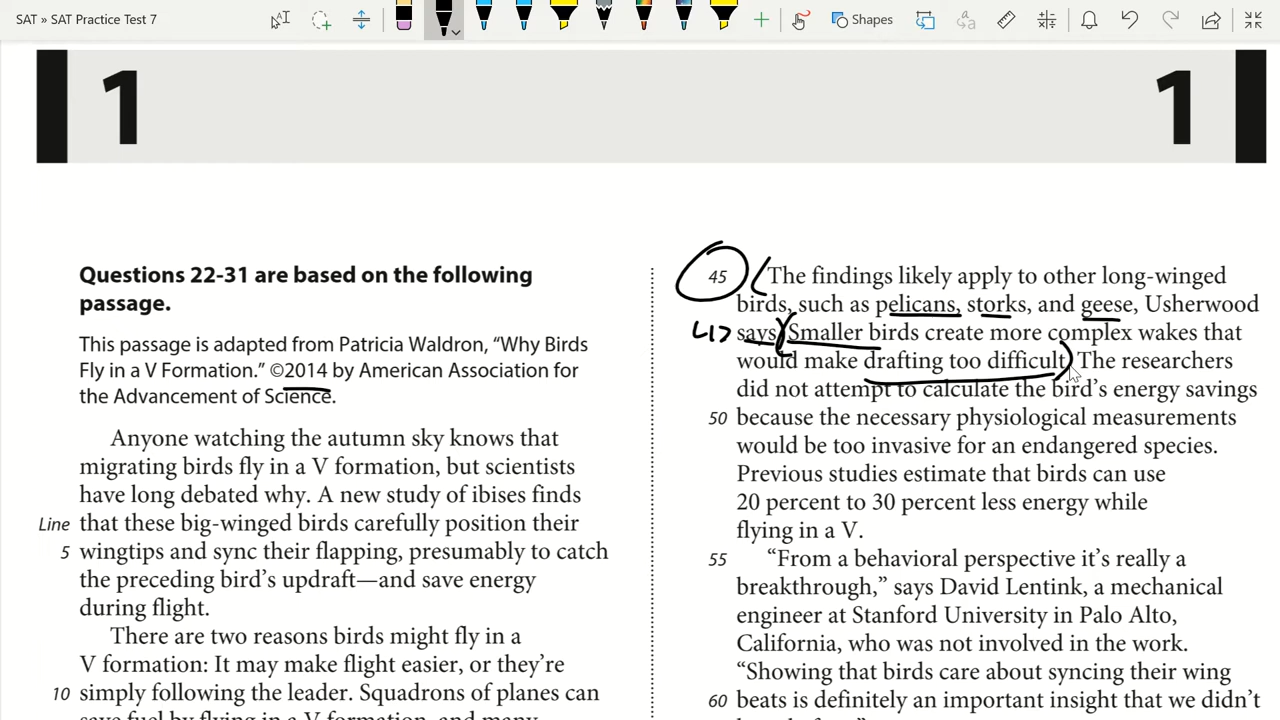 SAT » SAT Practice Test 7
Shapes
1
1
Questions 22-31 are based on the following
passage.
This passage is adapted from Patricia Waldron, “Why Birds
Fly in a V Formation.” ©2014 by American Association for
the Advancement of Science.
Anyone watching the autumn sky knows that
migrating birds fly in a V formation, but scientists
have long debated why. A new study of ibises finds
Line that these big-winged birds carefully position their
5 wingtips and sync their flapping, presumably to catch
the preceding bird’s updraft—and save energy
during flight.
There are two reasons birds might fly in a
V formation: It may make flight easier, or they’re
10 simply following the leader. Squadrons of planes can
save fuel by flying in a V formation, and many
45 The findings likely apply to other long-winged
birds, such as pelicans, storks, and geese, Usherwood
47 says. Smaller birds create more complex wakes that
would make drafting too difficult. The researchers
did not attempt to calculate the bird’s energy savings
50 because the necessary physiological measurements
would be too invasive for an endangered species.
Previous studies estimate that birds can use
20 percent to 30 percent less energy while
flying in a V.
55 “From a behavioral perspective it’s really a
breakthrough,” says David Lentink, a mechanical
engineer at Stanford University in Palo Alto,
California, who was not involved in the work.
“Showing that birds care about syncing their wing
60 beats is definitely an important insight that we didn’t